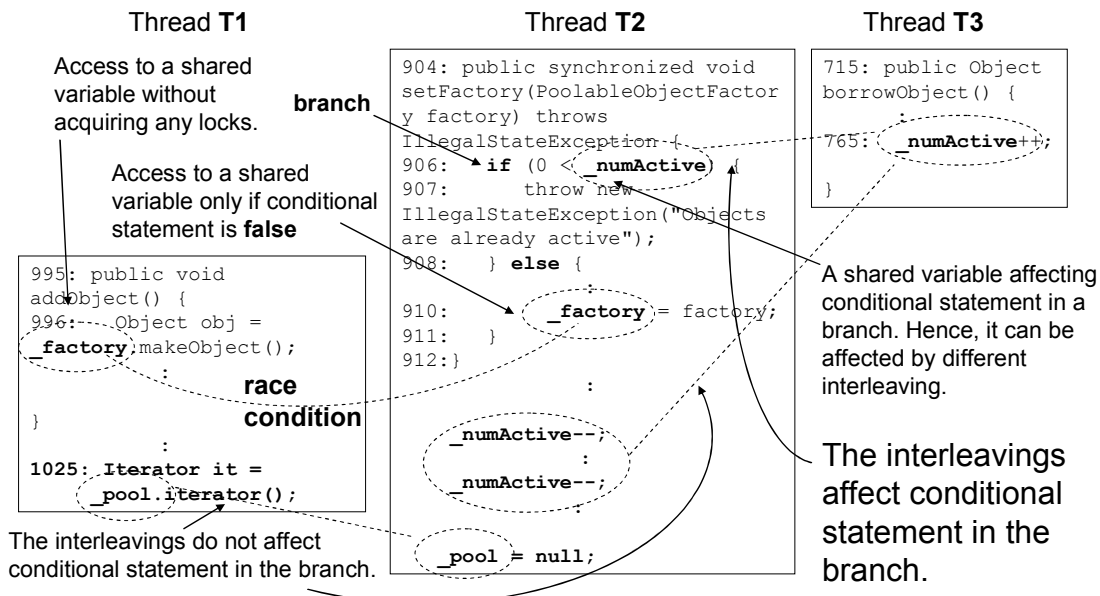 Thread T1
Access to a shared
variable without
acquiring any locks.
branch
Access to a shared
variable only if conditional
statement is false
995: public void
addObject() {
996: Object obj =
_factory.makeObject();
:
}
:
1025: Iterator it =
_pool.iterator();
race
condition
The interleavings do not affect
conditional statement in the branch.
Thread T2
904: public synchronized void
setFactory(PoolableObjectFactor
y factory) throws
IllegalStateException {
906: if (0 < _numActive) {
907: throw new
IllegalStateException("Objects
are already active");
908: } else {
:
910: _factory = factory;
911: }
912:}
:
_numActive--;
:
_numActive--;
:
_pool = null;
Thread T3
715: public Object
borrowObject() {
:
765: _numActive++;
}
A shared variable affecting
conditional statement in a
branch. Hence, it can be
affected by different
interleaving.
The interleavings
affect conditional
statement in the
branch.